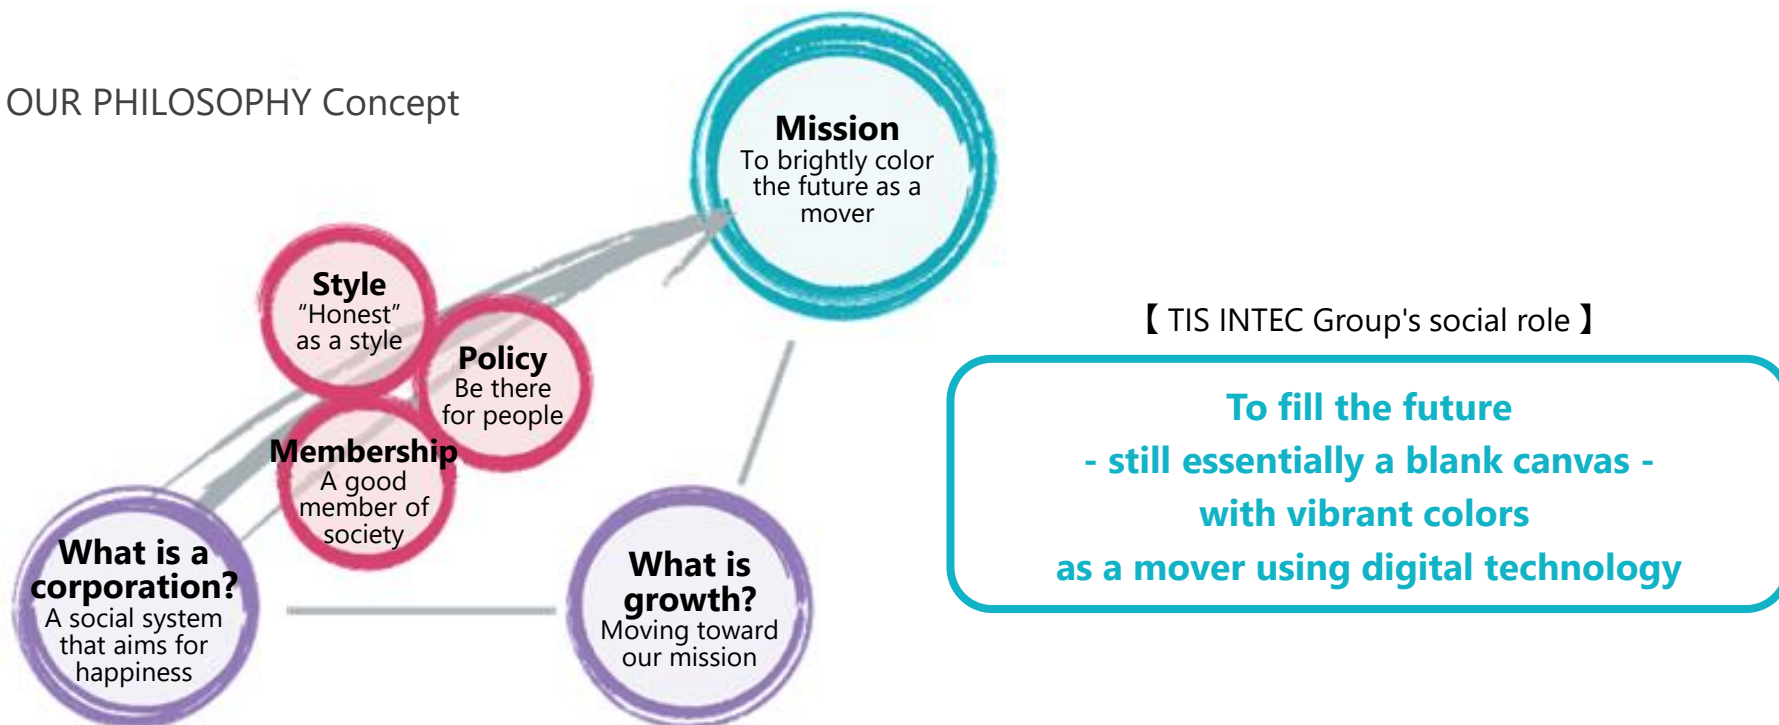 OUR PHILOSOPHY Concept
Mission
To brightly color
the future as a
mover
Style
“Honest”
as a style
Policy
Be there
for people
Membership
A good
member of
society
What is a
corporation?
A social system
that aims for
happiness
What is
growth?
Moving toward
our mission
【 TIS INTEC Group's social role 】
To fill the future
- still essentially a blank canvas -
with vibrant colors
as a mover using digital technology